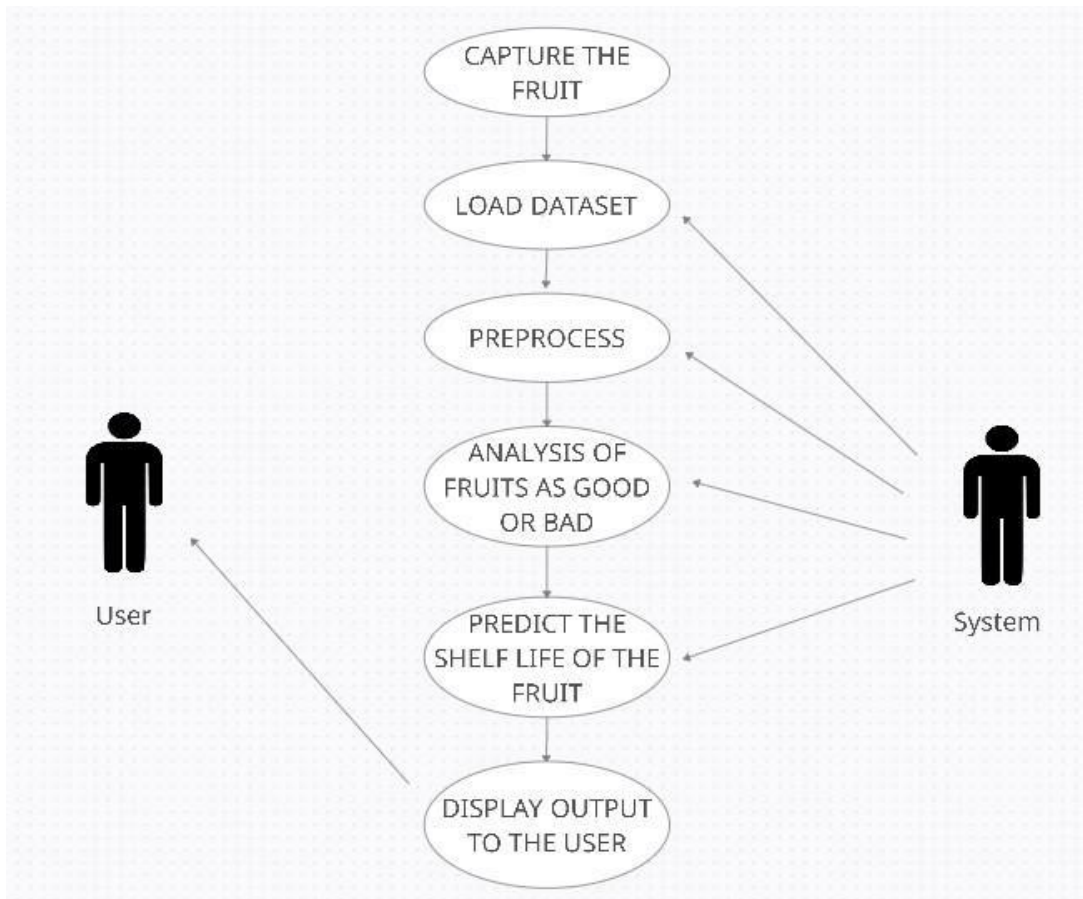 CAPTURE THE
FRUIT
LOAD DATASET
PREPROCESS
ANALYSIS OF
FRUITS AS GOOD
OR BAD
User
System
PREDICT THE
SHELF LIFE OF THE
FRUIT
DISPLAY OUTPUT
TO THE USER